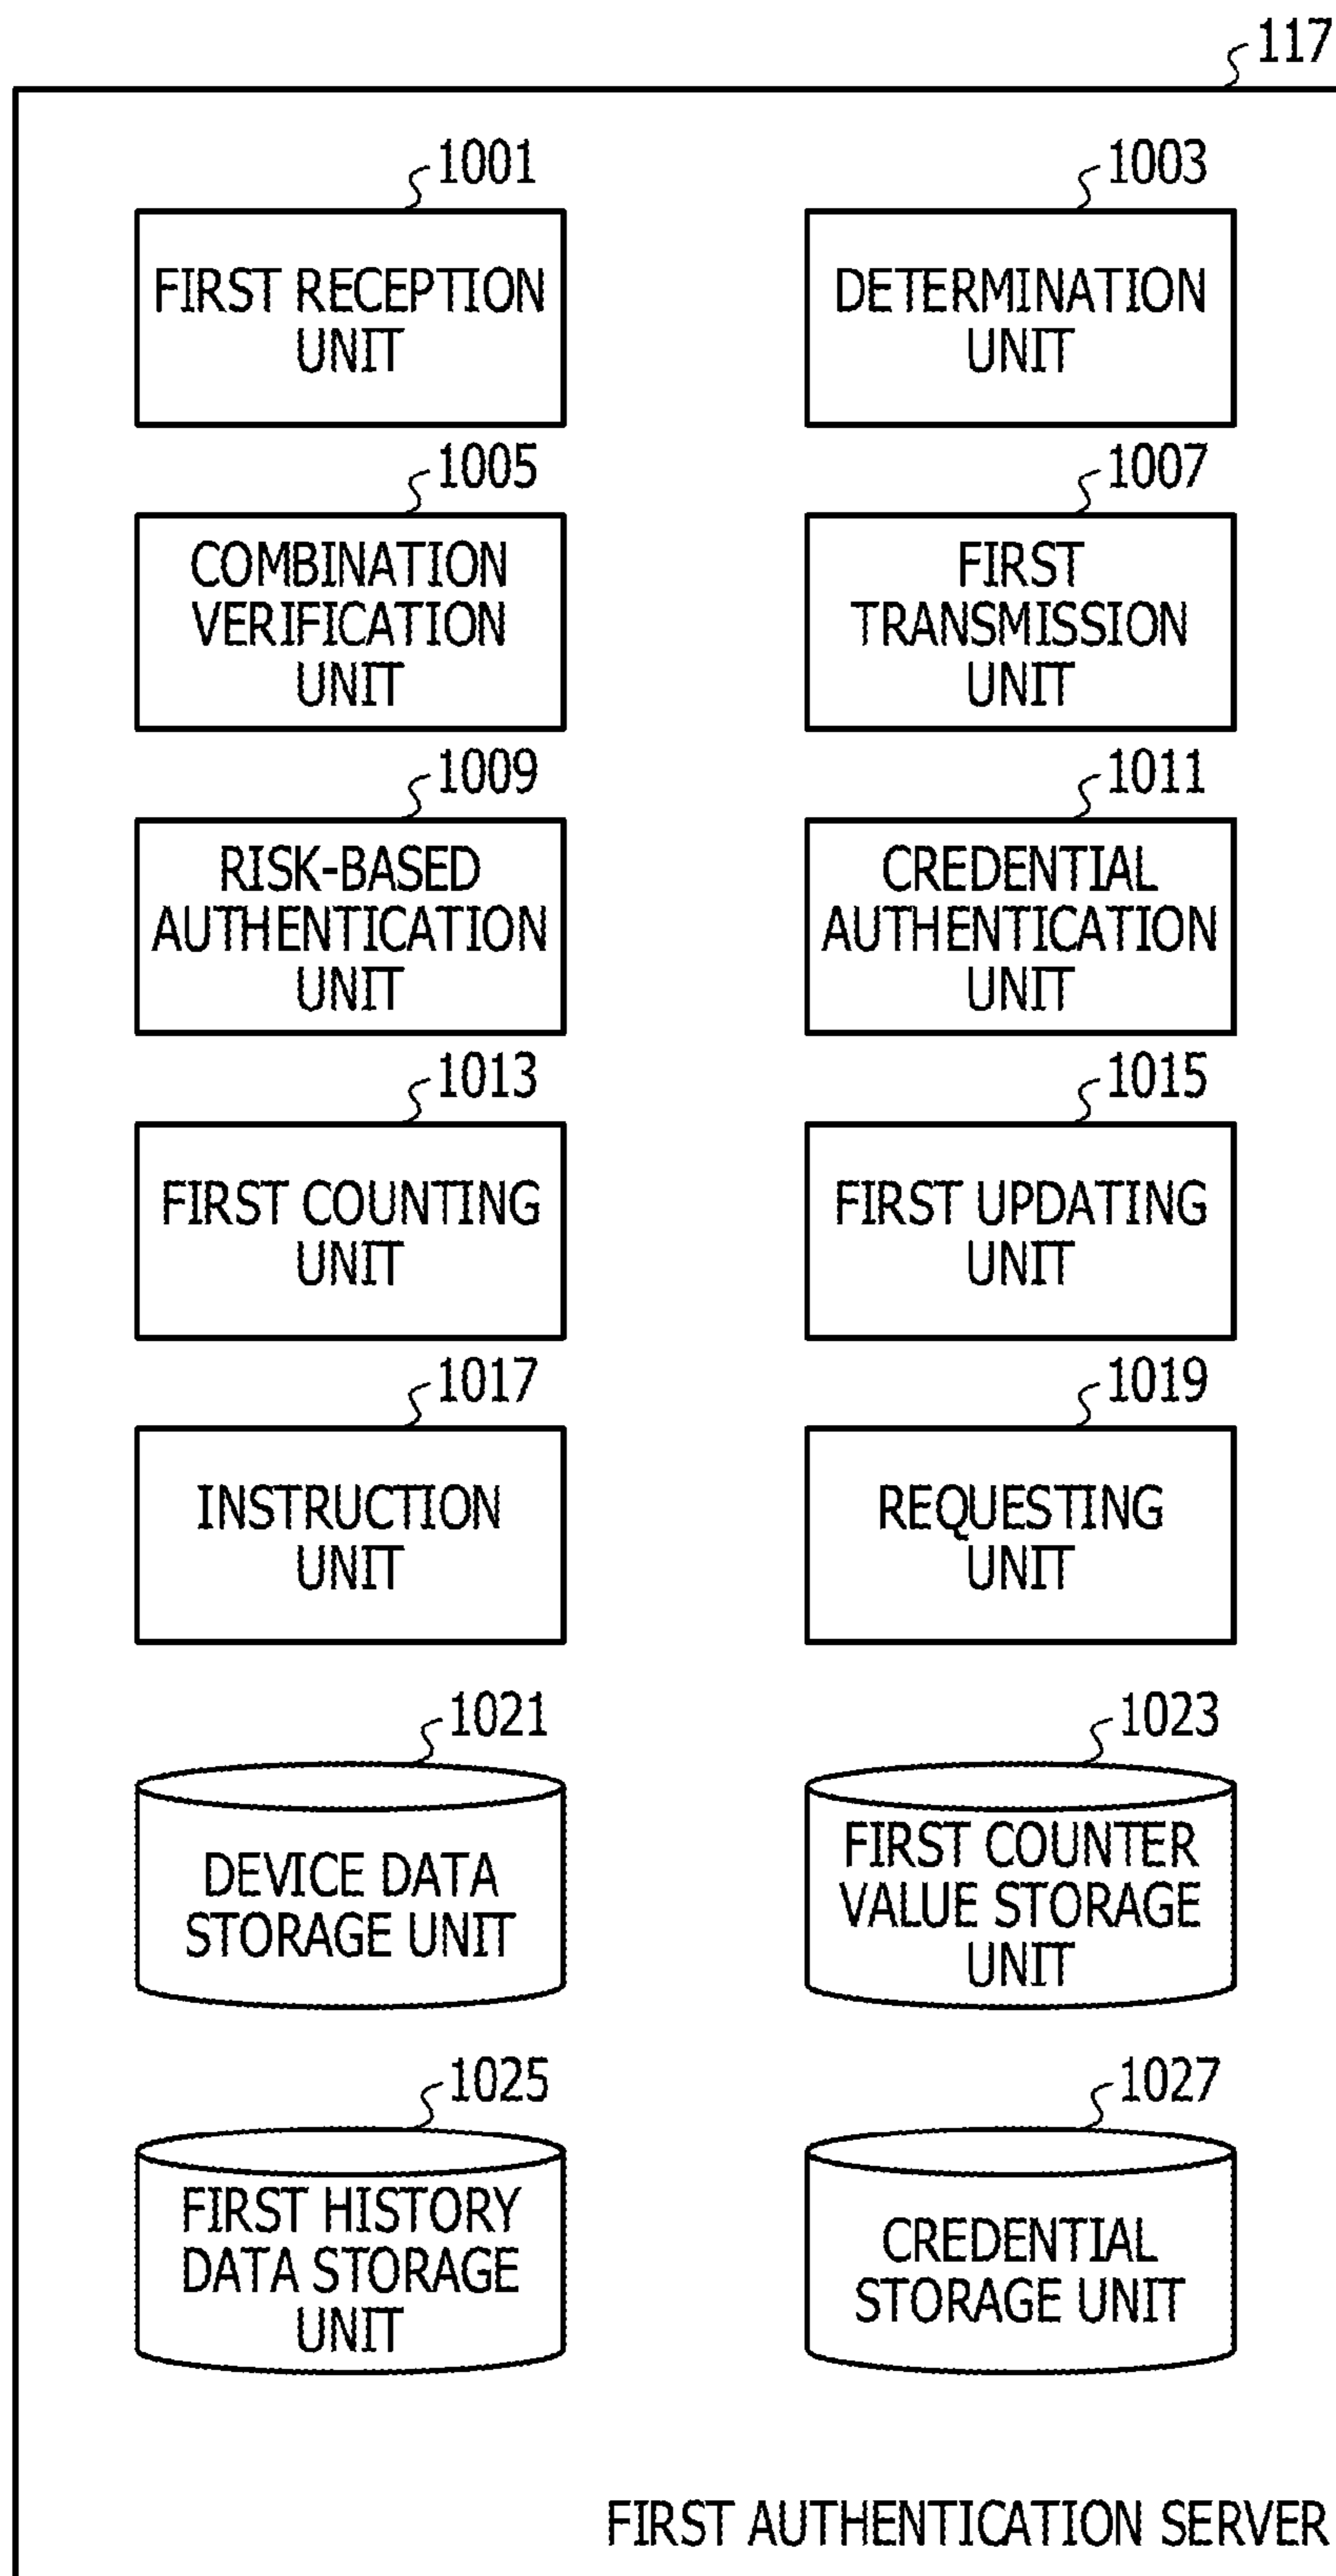 117
1001
FIRST RECEPTION
UNIT
1003
DETERMINATION
UNIT
1005
COMBINATION
VERIFICATION
UNIT
1007
FIRST
TRANSMISSION
UNIT
1009
RISK-BASED
AUTHENTICATION
UNIT
1011
CREDENTIAL
AUTHENTICATION
UNIT
1013
FIRST COUNTING
UNIT
1015
FIRST UPDATING
UNIT
1017
INSTRUCTION
UNIT
1019
REQUESTING
UNIT
1021
DEVICE DATA
STORAGE UNIT
1023
FIRST COUNTER
VALUE STORAGE
UNIT
1025
FIRST HISTORY
DATA STORAGE
UNIT
1027
CREDENTIAL
STORAGE UNIT
FIRST AUTHENTICATION SERVER